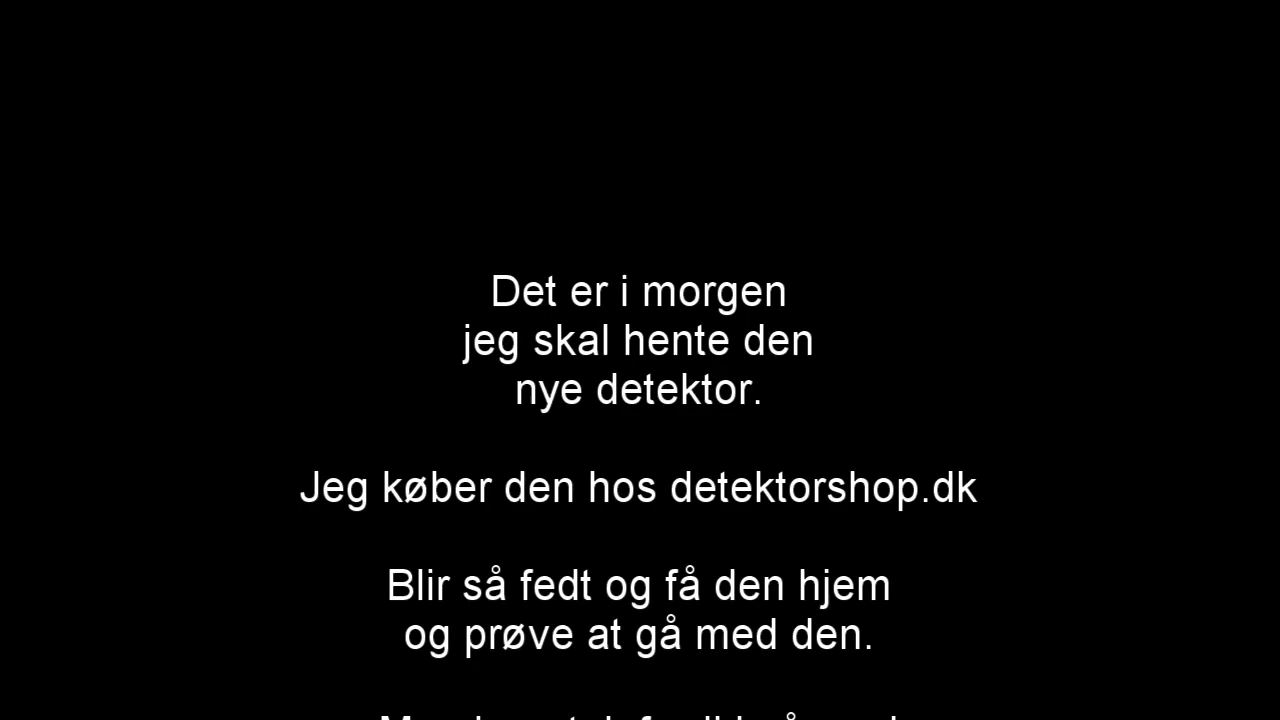 Det er i morgen
jeg skal hente den
nye detektor.
Jeg køber den hos detektorshop.dk
Blir så fedt og få den hjem
og prøve at gå med den.